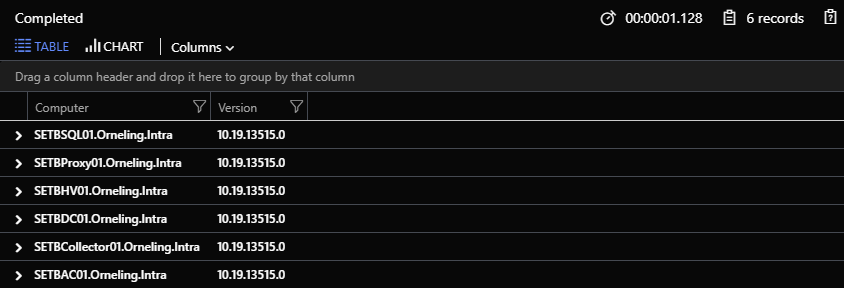 Completed 00:00:01.128 6 records
TABLE CHART Columns
Drag a column header and drop it here to group by that column
Computer Version
SETBSQL01.Orneling.Intra 10.19.13515.0
SETBProxy01.Orneling.Intra 10.19.13515.0
SETBHV01.Orneling.Intra 10.19.13515.0
SETBDC01.Orneling.Intra 10.19.13515.0
SETBCollector01.Orneling.Intra 10.19.13515.0
SETBAC01.Orneling.Intra 10.19.13515.0